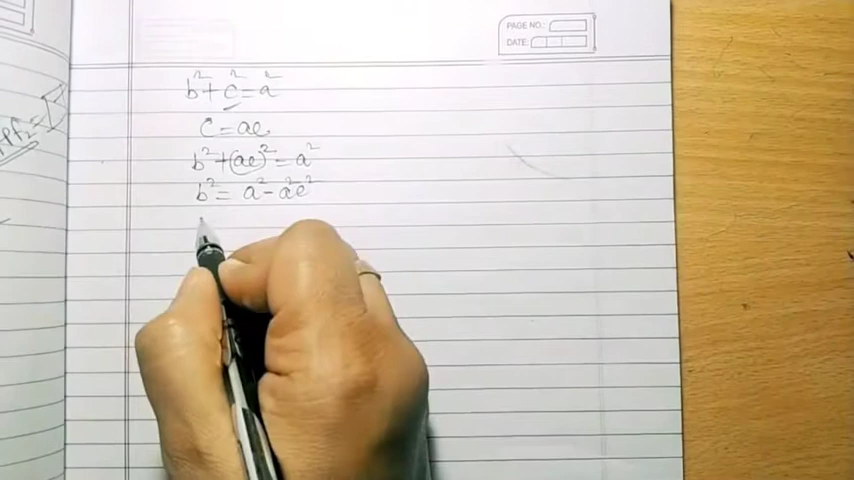 PAGE NO.:
DATE:
b² + c² = a²
c = ae
b² + (ae)² = a²
b² = a² - a²e²